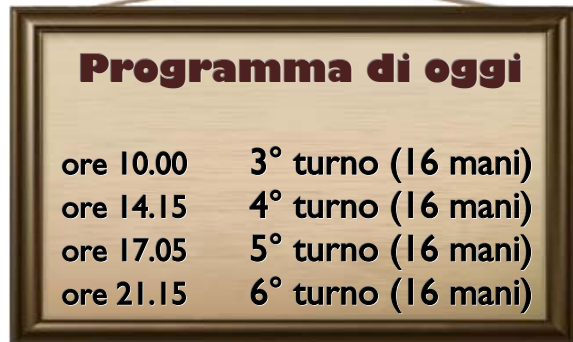 Programma di oggi
ore 10.00 3° turno (16 mani)
ore 14.15 4° turno (16 mani)
ore 17.05 5° turno (16 mani)
ore 21.15 6° turno (16 mani)